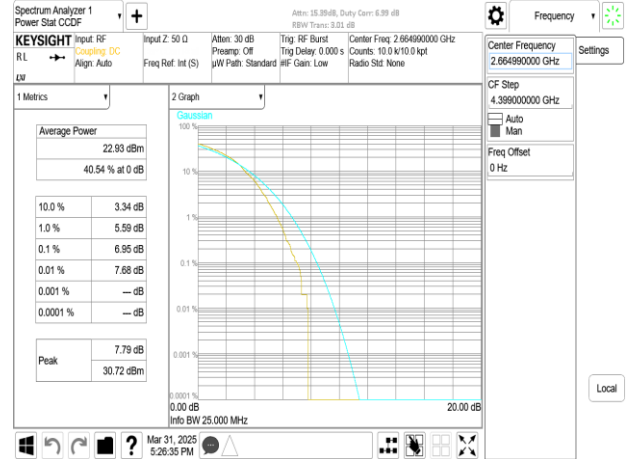 Spectrum Analyzer 1
Power Stat CCDF
Attn: 15.39dB, Duty Corr: 6.99 dB
RBW Trans: 3.01 dB
Frequency
KEYSIGHT
RL
Input: RF
Coupling: DC
Align: Auto
Input Z: 50 Ω
Freq Ref: Int (S)
Atten: 30 dB
Preamp: Off
µW Path: Standard
Trig: RF Burst
Trig Delay: 0.000 s
#IF Gain: Low
Center Freq: 2.664990000 GHz
Counts: 10.0 k/10.0 kpt
Radio Std: None
Center Frequency
2.664990000 GHz
Settings
CF Step
4.399000000 GHz
Auto
Man
Freq Offset
0 Hz
1 Metrics
Average Power
22.93 dBm
40.54 % at 0 dB
10.0 % 3.34 dB
1.0 % 5.59 dB
0.1 % 6.95 dB
0.01 % 7.68 dB
0.001 % --- dB
0.0001 % --- dB
Peak
7.79 dB
30.72 dBm
2 Graph
Gaussian
100 %
10 %
1 %
0.1 %
0.01 %
0.001 %
0.0001 %
0.00 dB
20.00 dB
Info BW 25.000 MHz
Local
Mar 31, 2025
5:26:35 PM